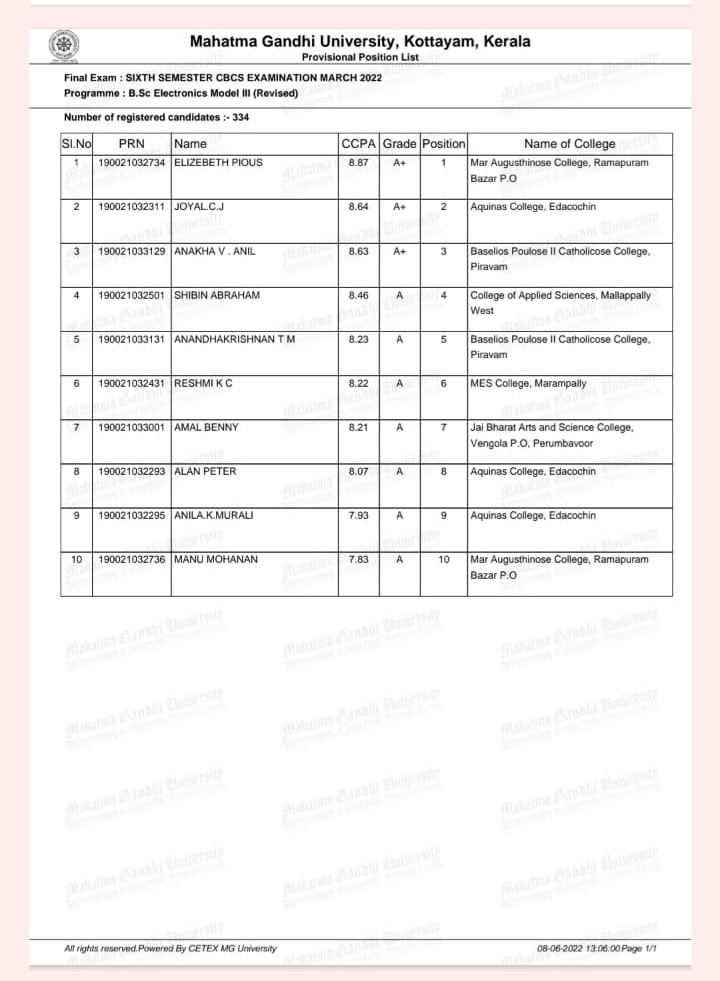 Mahatma Gandhi University, Kottayam, Kerala
Provisional Position List
Final Exam : SIXTH SEMESTER CBCS EXAMINATION MARCH 2022
Programme : B.Sc Electronics Model III (Revised)
Number of registered candidates :- 334
Sl.No PRN Name CCPA Grade Position Name of College
1 190021032734 ELIZEBETH PIOUS 8.87 A+ 1 Mar Augusthinose College, Ramapuram
Bazar P.O
2 190021032311 JOYAL.C.J 8.64 A+ 2 Aquinas College, Edacochin
3 190021033129 ANAKHA V . ANIL 8.63 A+ 3 Baselios Poulose II Catholicose College,
Piravam
4 190021032501 SHIBIN ABRAHAM 8.46 A 4 College of Applied Sciences, Mallappally
West
5 190021033131 ANANDHAKRISHNAN T M 8.23 A 5 Baselios Poulose II Catholicose College,
Piravam
6 190021032431 RESHMI K C 8.22 A 6 MES College, Marampally
7 190021033001 AMAL BENNY 8.21 A 7 Jai Bharat Arts and Science College,
Vengola P.O, Perumbavoor
8 190021032293 ALAN PETER 8.07 A 8 Aquinas College, Edacochin
9 190021032295 ANILA.K.MURALI 7.93 A 9 Aquinas College, Edacochin
10 190021032736 MANU MOHANAN 7.83 A 10 Mar Augusthinose College, Ramapuram
Bazar P.O
All rights reserved.Powered By CETEX MG University 08-06-2022 13:06:00 Page 1/1